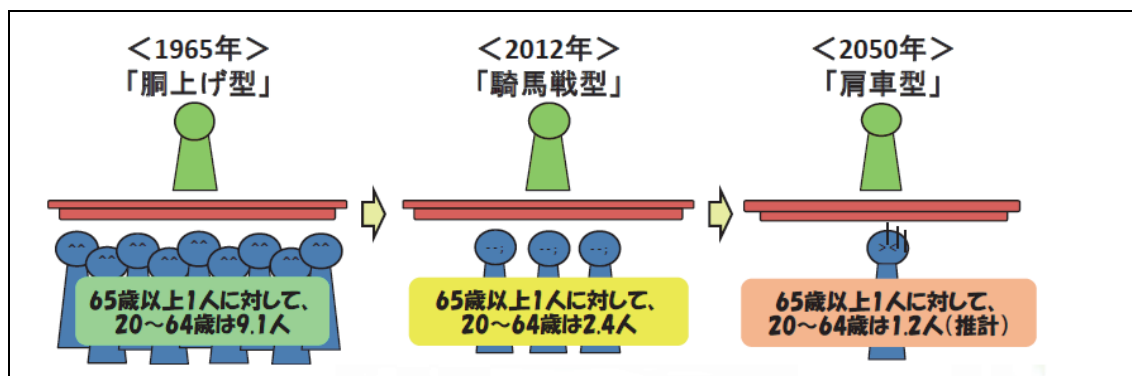 ＜1965年＞
「胴上げ型」
^^ ^^ ^^ ^^ ^^ ^^ ^^ ^^ ^^
65歳以上1人に対して、
20～64歳は9.1人
＜2012年＞
「騎馬戦型」
--; --; --;
65歳以上1人に対して、
20～64歳は2.4人
＜2050年＞
「肩車型」
><
65歳以上1人に対して、
20～64歳は1.2人（推計）